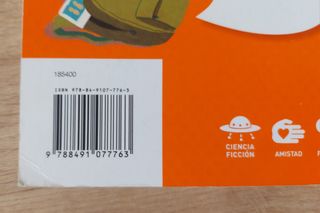 185400
ISBN 978-84-9107-776-3
9 788491 077763
CIENCIA
FICCIÓN
AMISTAD